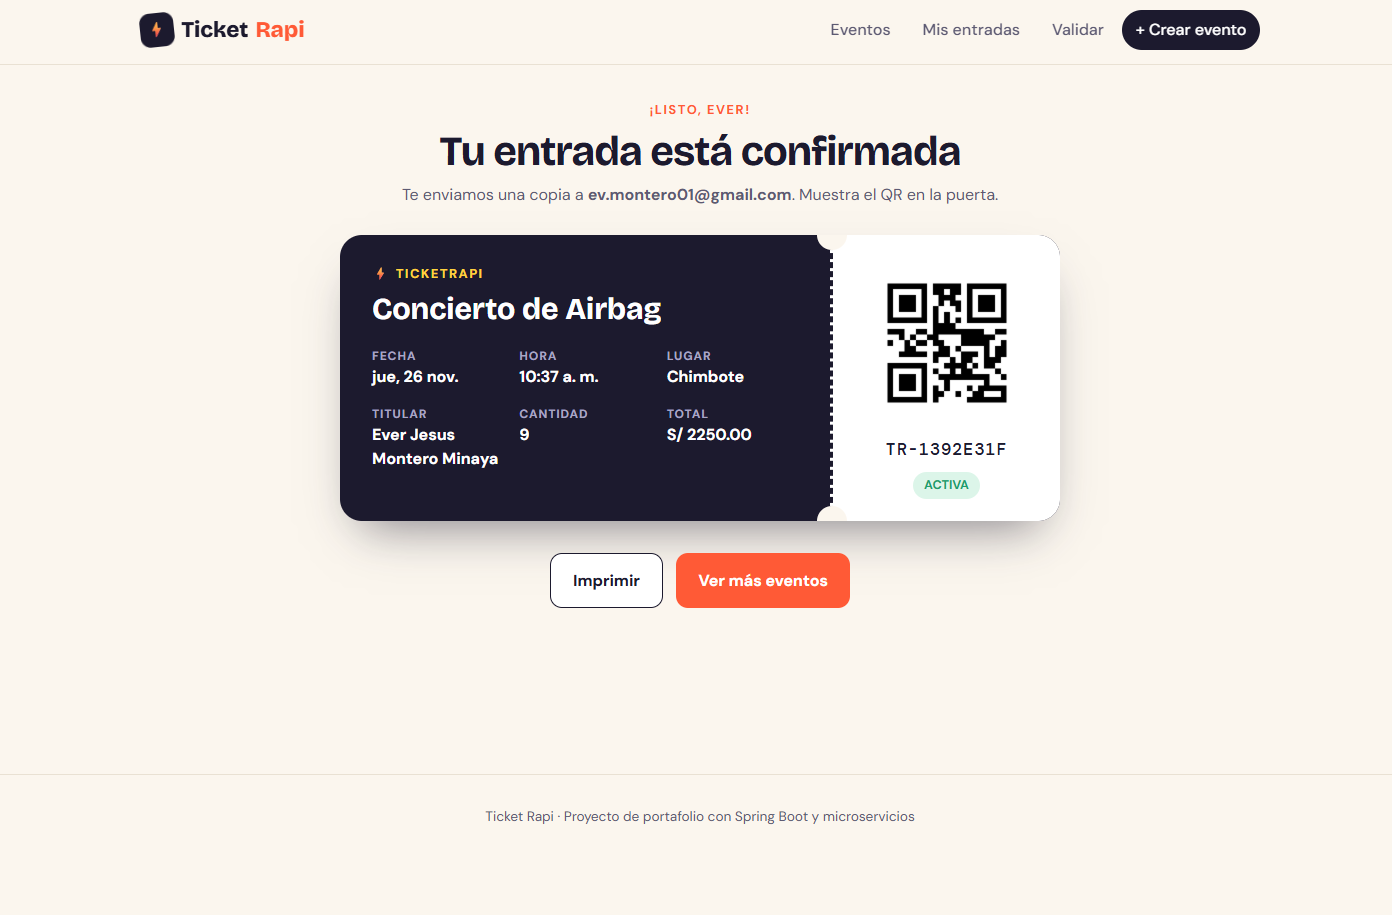 Ticket Rapi
Eventos
Mis entradas
Validar
+ Crear evento
¡LISTO, EVER!
Tu entrada está confirmada
Te enviamos una copia a ev.montero01@gmail.com. Muestra el QR en la puerta.
TICKETRAPI
Concierto de Airbag
FECHA
jue, 26 nov.
HORA
10:37 a. m.
LUGAR
Chimbote
TITULAR
Ever Jesus
Montero Minaya
CANTIDAD
9
TOTAL
S/ 2250.00
TR-1392E31F
ACTIVA
Imprimir
Ver más eventos
Ticket Rapi · Proyecto de portafolio con Spring Boot y microservicios